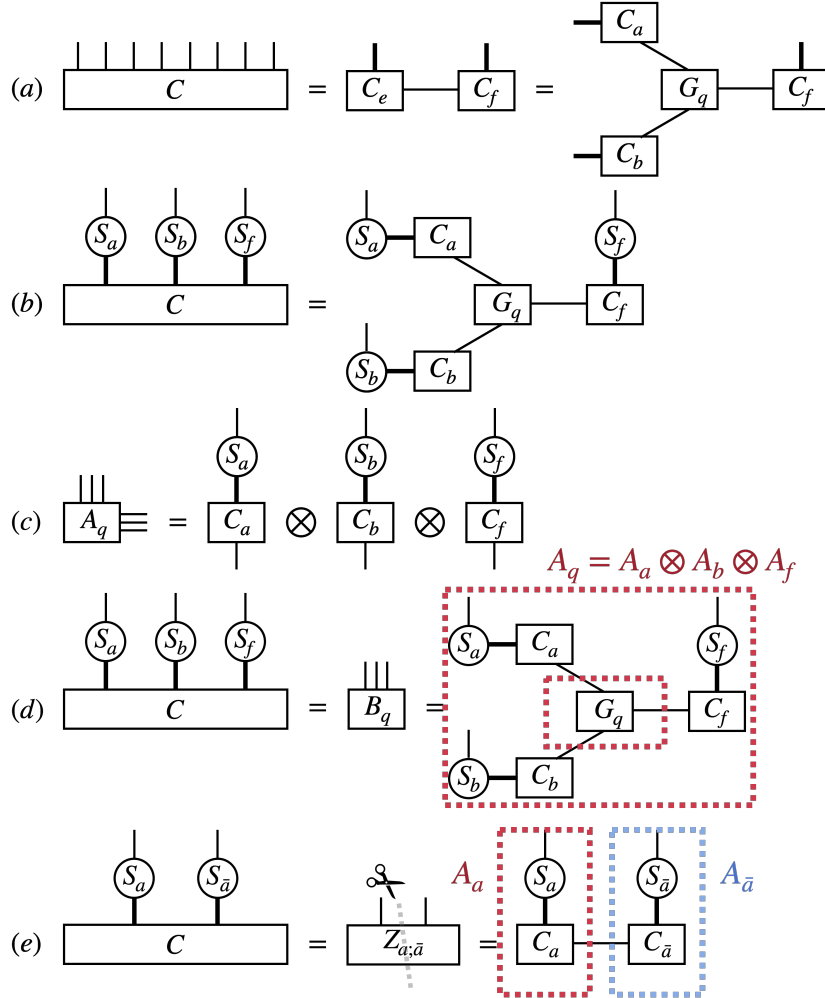 (a) C = C_e C_f = C_a G_q C_f C_b
S_a S_b S_f S_a C_a S_f
(b) C = G_q C_f
S_b C_b
S_a S_b S_f
(c) A_q = C_a ⊗ C_b ⊗ C_f
A_q = A_a ⊗ A_b ⊗ A_f
S_a S_b S_f S_a C_a S_f
(d) C = B_q = G_q C_f
S_b C_b
S_a S_ā A_a S_a S_ā A_ā
(e) C = Z_{a;ā} = C_a C_ā